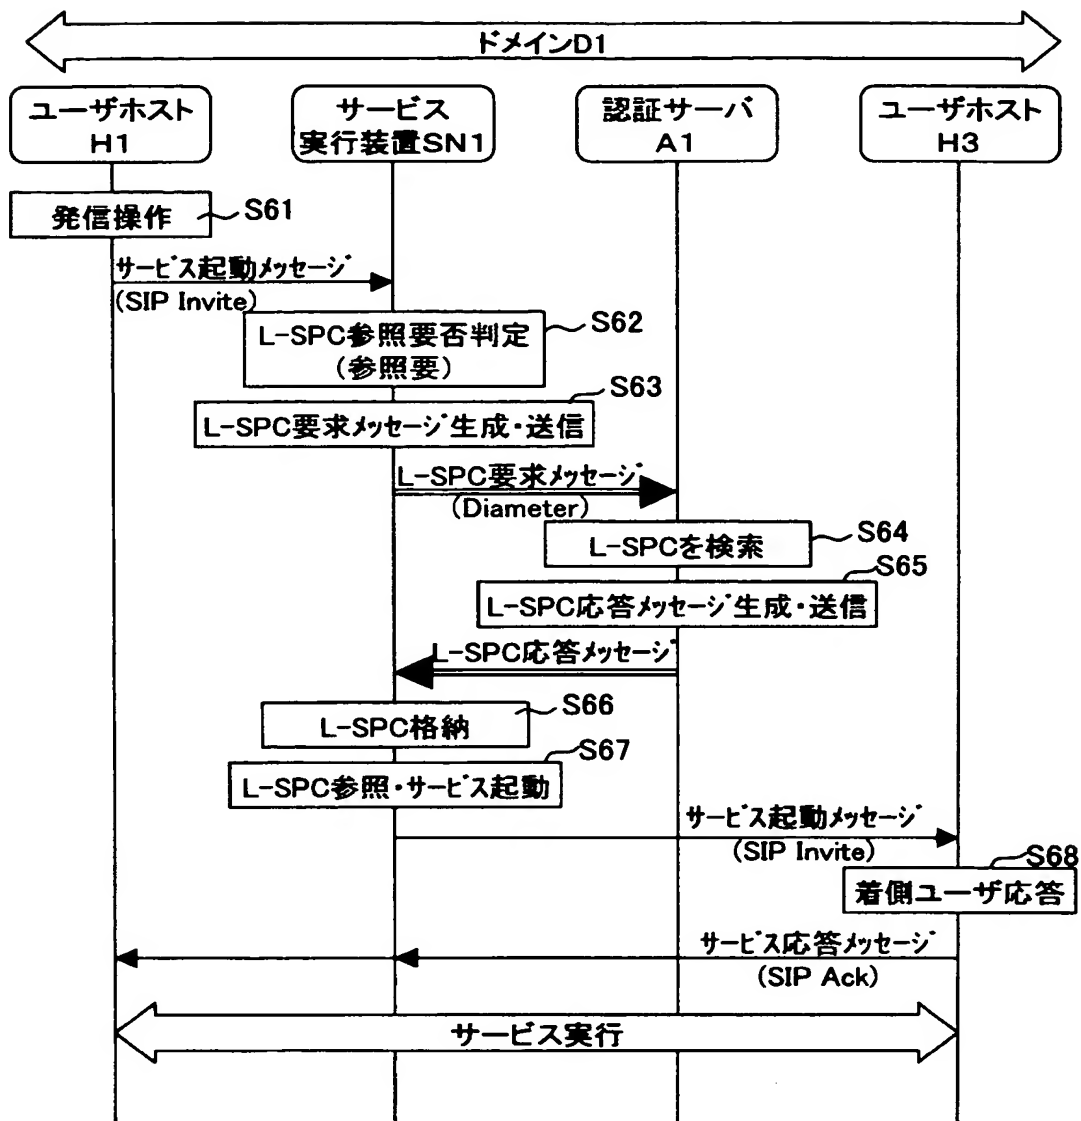 ドメインD1
ユーザホスト
H1
サービス
実行装置SN1
認証サーバ
A1
ユーザホスト
H3
発信操作
S61
サービス起動メッセージ
(SIP Invite)
L-SPC参照要否判定
(参照要)
S62
S63
L-SPC要求メッセージ生成・送信
L-SPC要求メッセージ
(Diameter)
L-SPCを検索
S64
S65
L-SPC応答メッセージ生成・送信
L-SPC応答メッセージ
L-SPC格納
S66
S67
L-SPC参照・サービス起動
サービス起動メッセージ
(SIP Invite)
S68
着側ユーザ応答
サービス応答メッセージ
(SIP Ack)
サービス実行